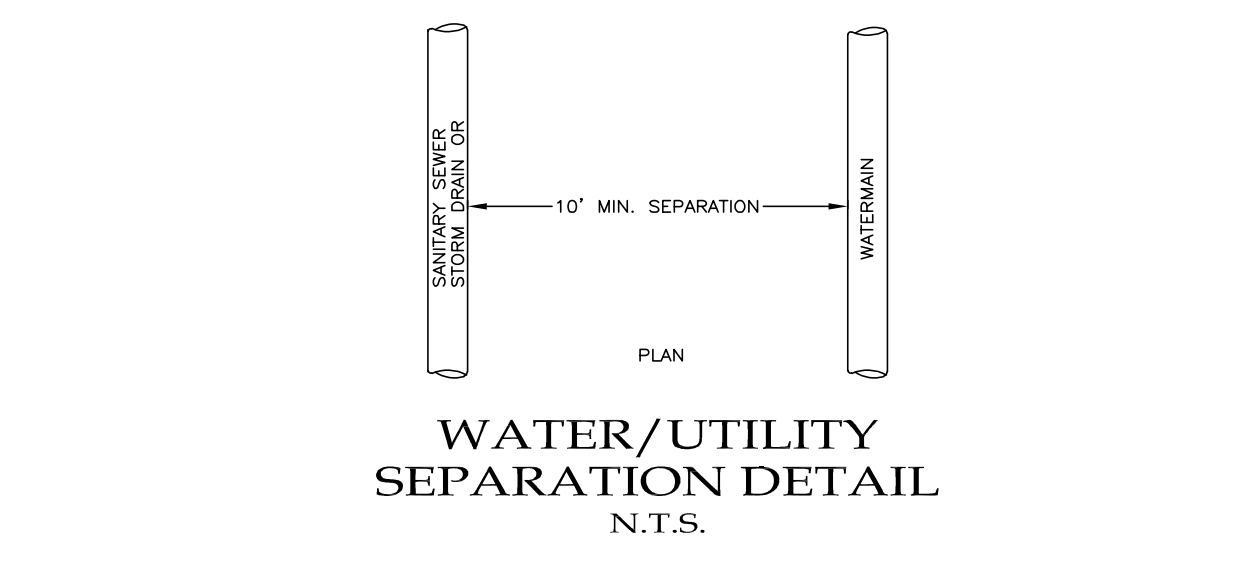 SANITARY SEWER
STORM DRAIN OR
10' MIN. SEPARATION
WATERMAIN
PLAN
WATER/UTILITY
SEPARATION DETAIL
N.T.S.